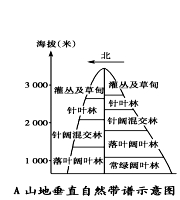 海拔(米)
北
3 000
2 000
1 000
灌丛及草甸
针叶林
针阔混交林
落叶阔叶林
灌丛及草甸
针叶林
针阔混交林
落叶阔叶林
常绿阔叶林
A山地垂直自然带谱示意图